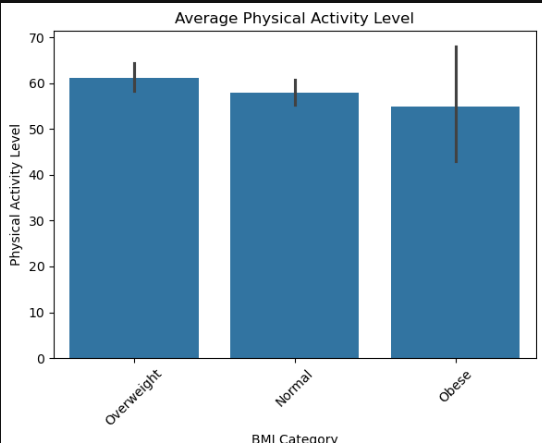 Average Physical Activity Level
Physical Activity Level
70
60
50
40
30
20
10
0
Overweight
Normal
Obese
BMI Category